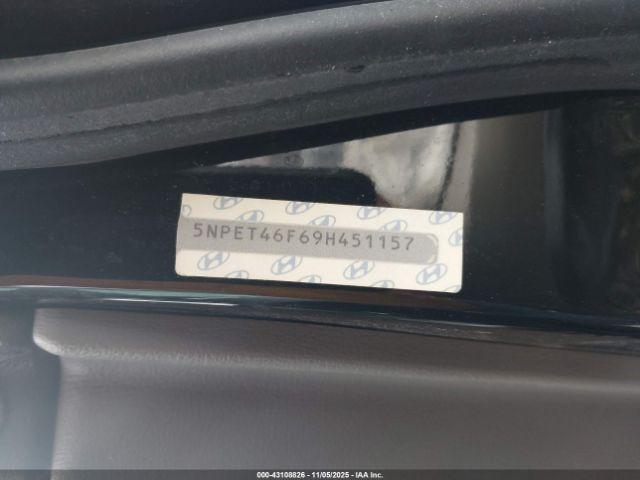 5NPET46F69H451157
000-43108826 - 11/05/2025 - IAA Inc.